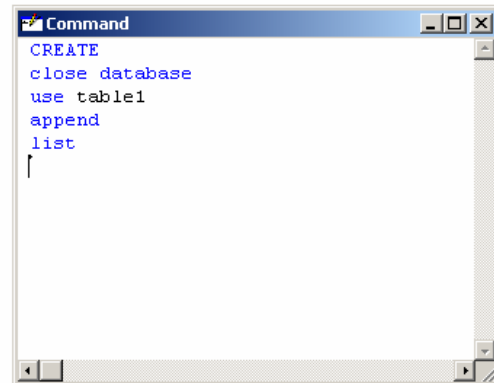 Command
CREATE
close database
use table1
append
list